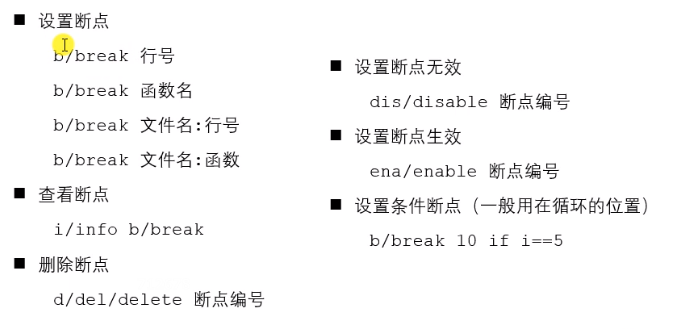 ■ 设置断点
b/break 行号
b/break 函数名
b/break 文件名:行号
b/break 文件名:函数
■ 查看断点
i/info b/break
■ 删除断点
d/del/delete 断点编号
■ 设置断点无效
dis/disable 断点编号
■ 设置断点生效
ena/enable 断点编号
■ 设置条件断点（一般用在循环的位置）
b/break 10 if i==5